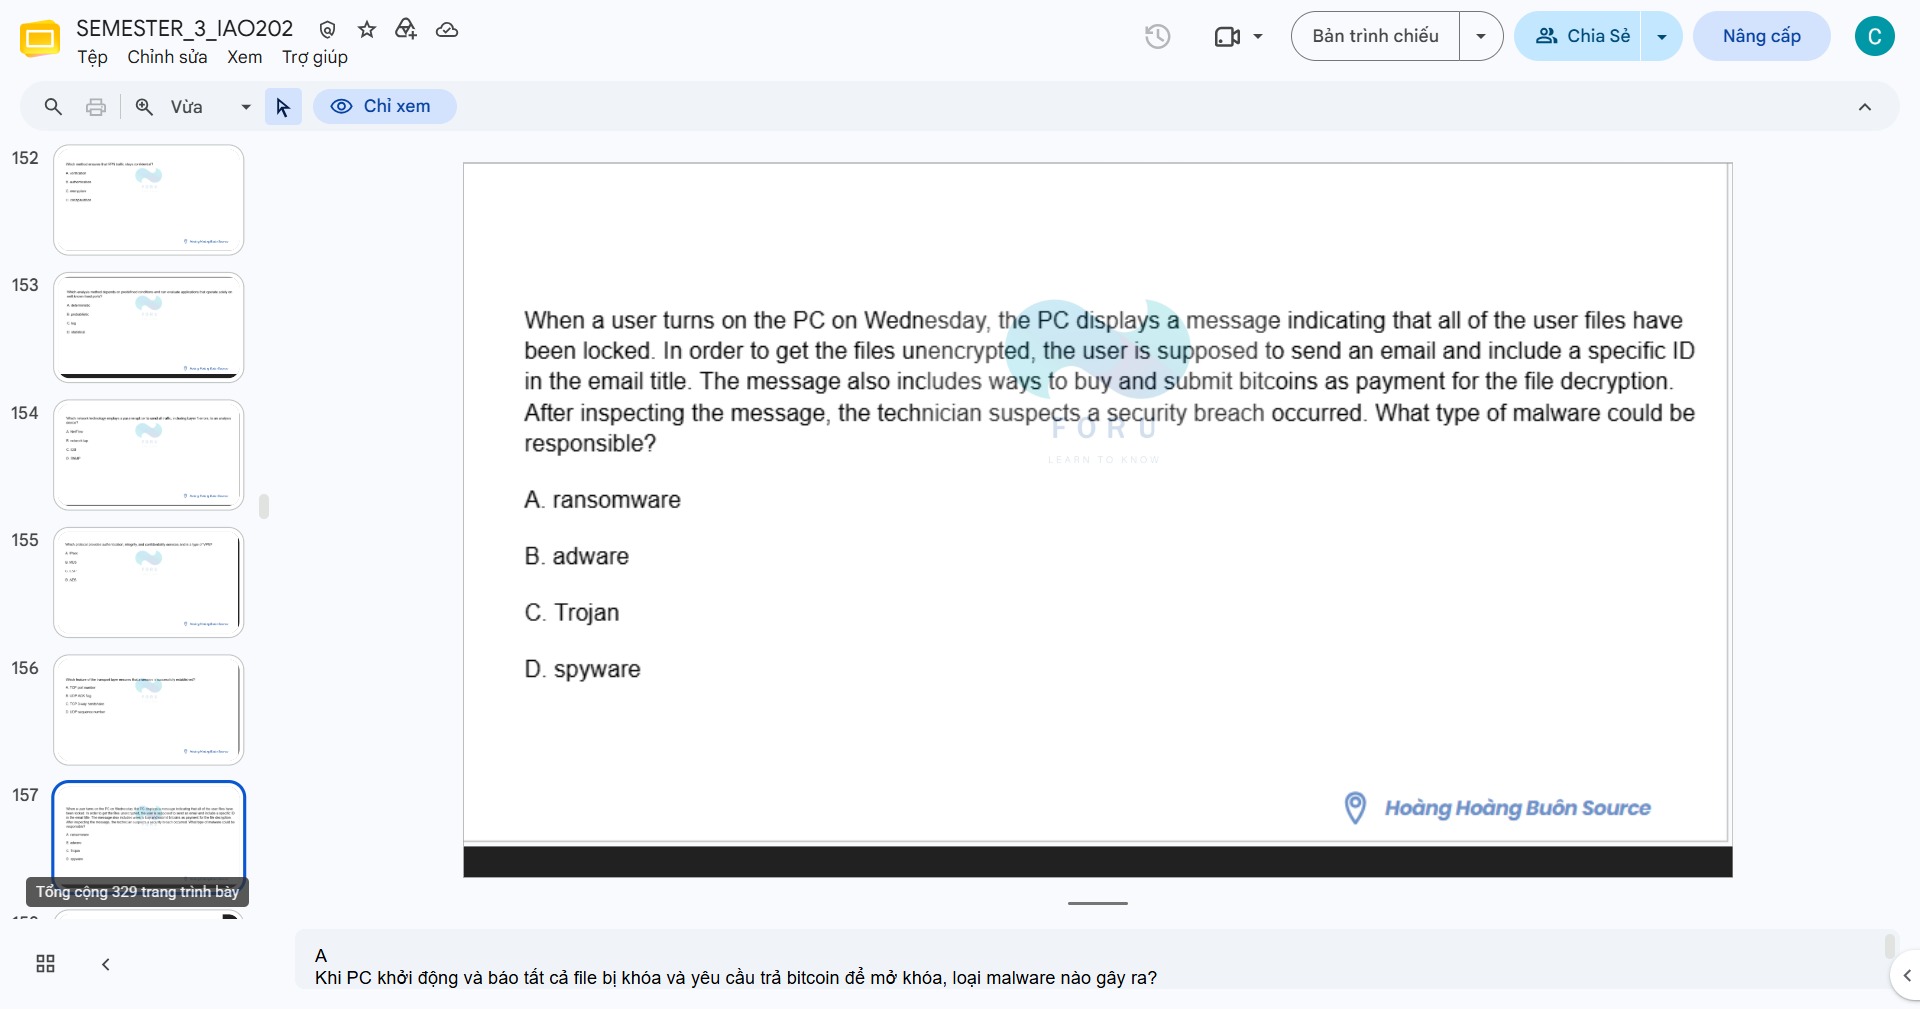 SEMESTER_3_IAO202
Tệp Chỉnh sửa Xem Trợ giúp
Bản trình chiếu
Chia Sẻ
Nâng cấp
C
Vừa
Chỉ xem
152
153
154
155
156
157
Tổng cộng 329 trang trình bày
When a user turns on the PC on Wednesday, the PC displays a message indicating that all of the user files have
been locked. In order to get the files unencrypted, the user is supposed to send an email and include a specific ID
in the email title. The message also includes ways to buy and submit bitcoins as payment for the file decryption.
After inspecting the message, the technician suspects a security breach occurred. What type of malware could be
responsible?
FORU
LEARN TO KNOW
A. ransomware
B. adware
C. Trojan
D. spyware
Hoàng Hoàng Buôn Source
A
Khi PC khởi động và báo tất cả file bị khóa và yêu cầu trả bitcoin để mở khóa, loại malware nào gây ra?